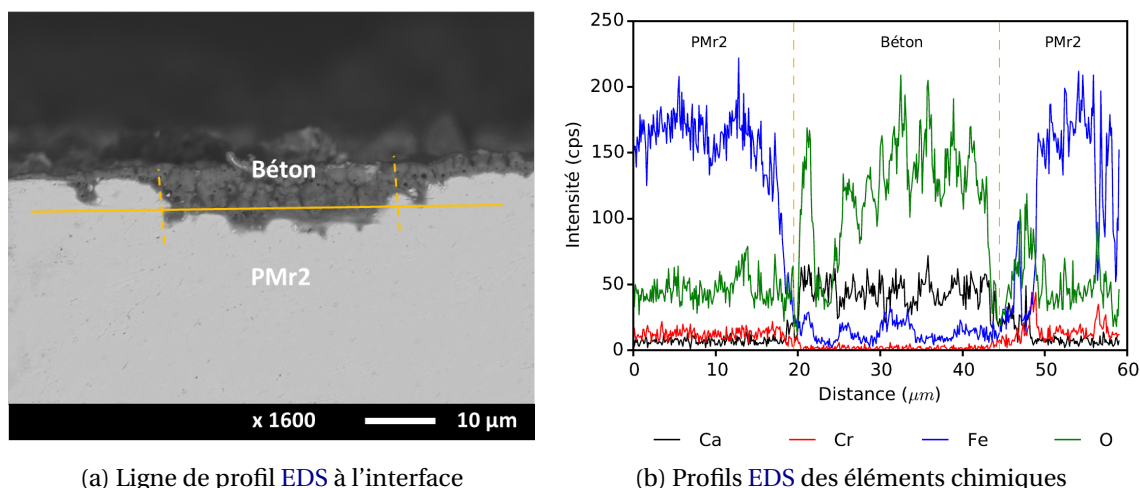 Béton
PMr2
x 1600 10 µm
(a) Ligne de profil EDS à l'interface
250
200
150
100
50
0
Intensité (cps)
PMr2 Béton PMr2
0 10 20 30 40 50 60
Distance (µm)
Ca Cr Fe O
(b) Profils EDS des éléments chimiques